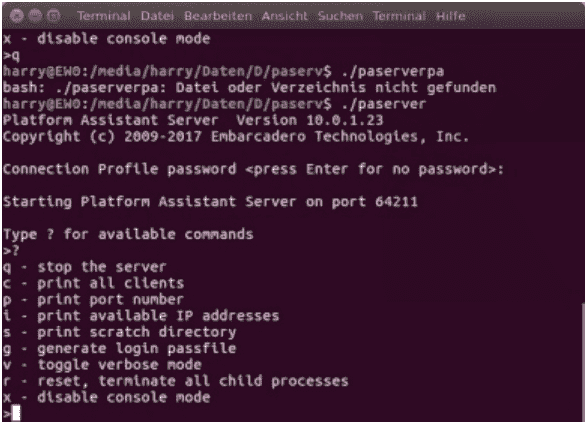 Terminal Datei Bearbeiten Ansicht Suchen Terminal Hilfe
x - disable console mode
>q
harry@EW0:/media/harry/Daten/D/paserv$ ./paserverpa
bash: ./paserverpa: Datei oder Verzeichnis nicht gefunden
harry@EW0:/media/harry/Daten/D/paserv$ ./paserver
Platform Assistant Server  Version 10.0.1.23
Copyright (c) 2009-2017 Embarcadero Technologies, Inc.
Connection Profile password <press Enter for no password>:
Starting Platform Assistant Server on port 64211
Type ? for available commands
>?
q - stop the server
c - print all clients
p - print port number
i - print available IP addresses
s - print scratch directory
g - generate login passfile
v - toggle verbose mode
r - reset, terminate all child processes
x - disable console mode
>